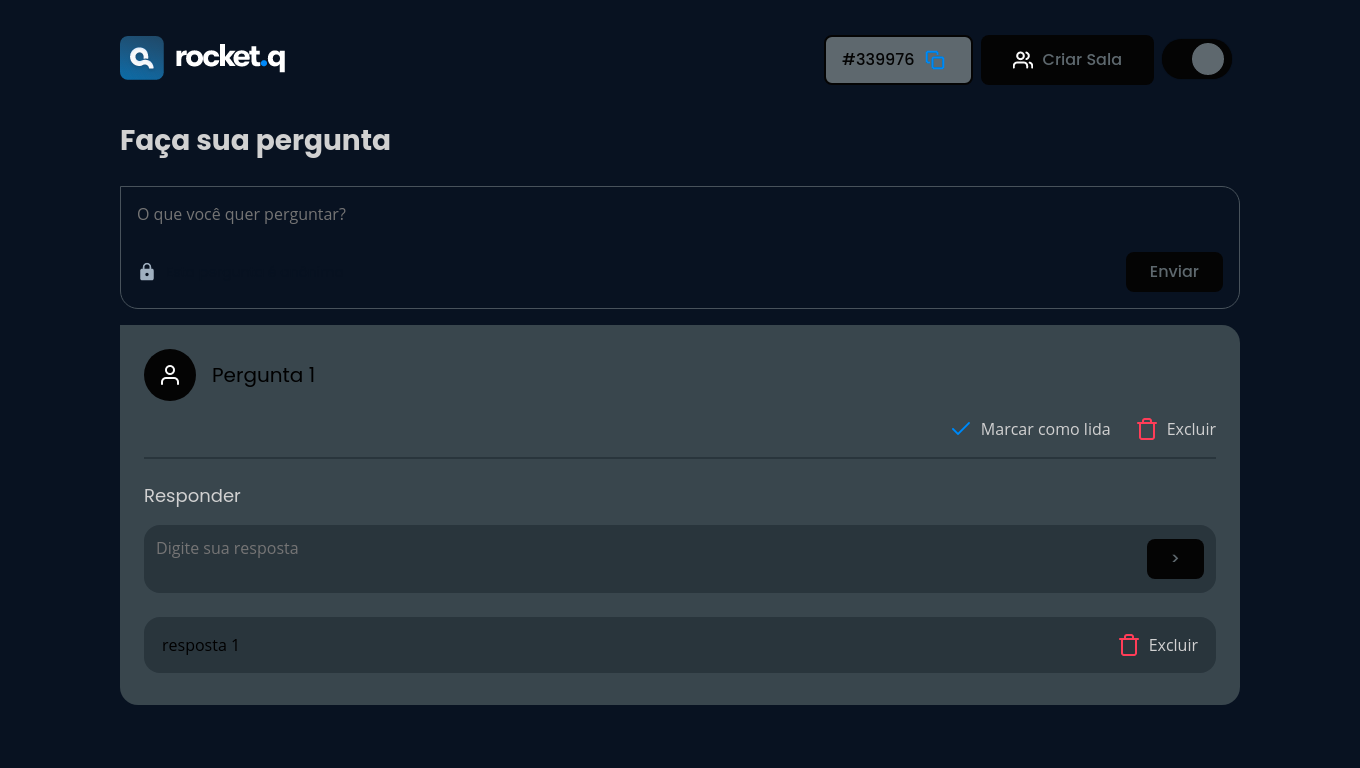 rocket.q
#339976
Criar Sala
Faça sua pergunta
O que você quer perguntar?
Enviar
Pergunta 1
Marcar como lida
Excluir
Responder
Digite sua resposta
resposta 1
Excluir